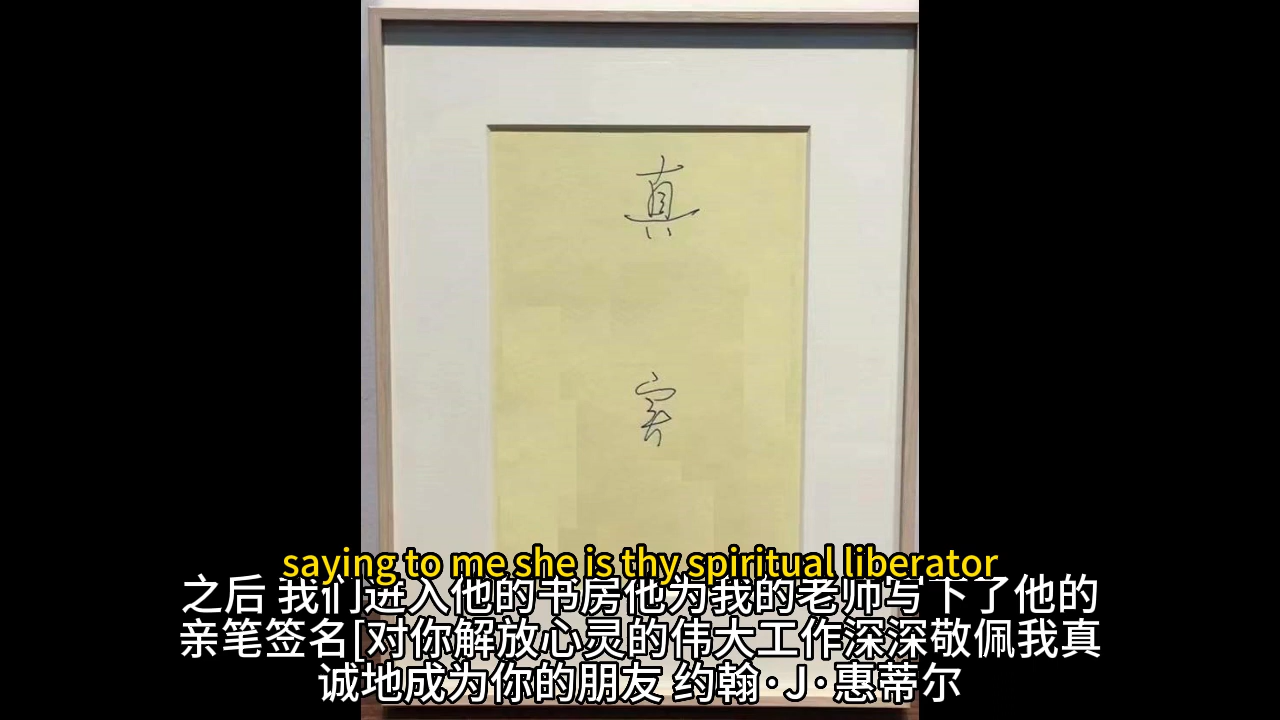 真
实
saying to me she is thy spiritual liberator
之后 我们进入他的书房他为我的老师写下了他的
亲笔签名[对你解放心灵的伟大工作深深敬佩我真
诚地成为你的朋友 约翰·J·惠蒂尔